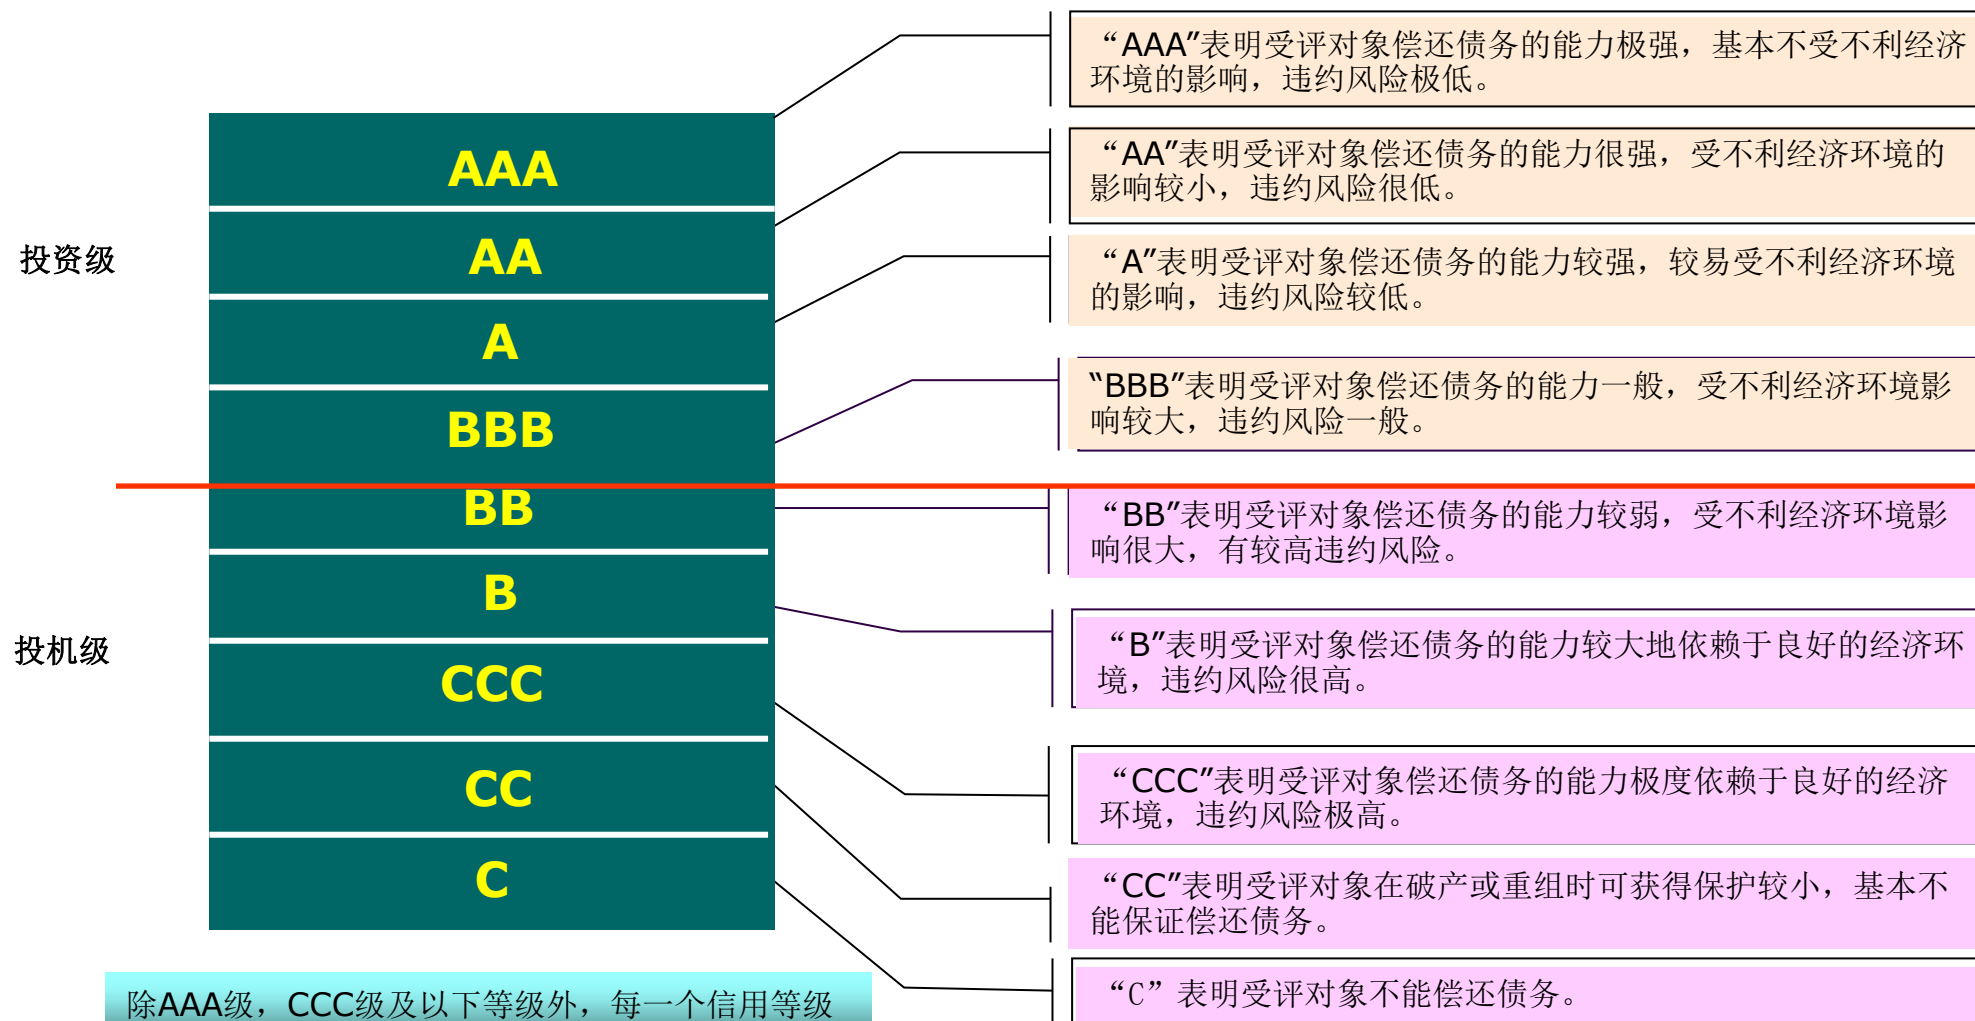 投资级
投机级
AAA
AA
A
BBB
BB
B
CCC
CC
C
“AAA”表明受评对象偿还债务的能力极强，基本不受不利经济
环境的影响，违约风险极低。
“AA”表明受评对象偿还债务的能力很强，受不利经济环境的
影响较小，违约风险很低。
“A”表明受评对象偿还债务的能力较强，较易受不利经济环境
的影响，违约风险较低。
“BBB”表明受评对象偿还债务的能力一般，受不利经济环境影
响较大，违约风险一般。
“BB”表明受评对象偿还债务的能力较弱，受不利经济环境影
响很大，有较高违约风险。
“B”表明受评对象偿还债务的能力较大地依赖于良好的经济环
境，违约风险很高。
“CCC”表明受评对象偿还债务的能力极度依赖于良好的经济
环境，违约风险极高。
“CC”表明受评对象在破产或重组时可获得保护较小，基本不
能保证偿还债务。
“C”表明受评对象不能偿还债务。
除AAA级，CCC级及以下等级外，每一个信用等级